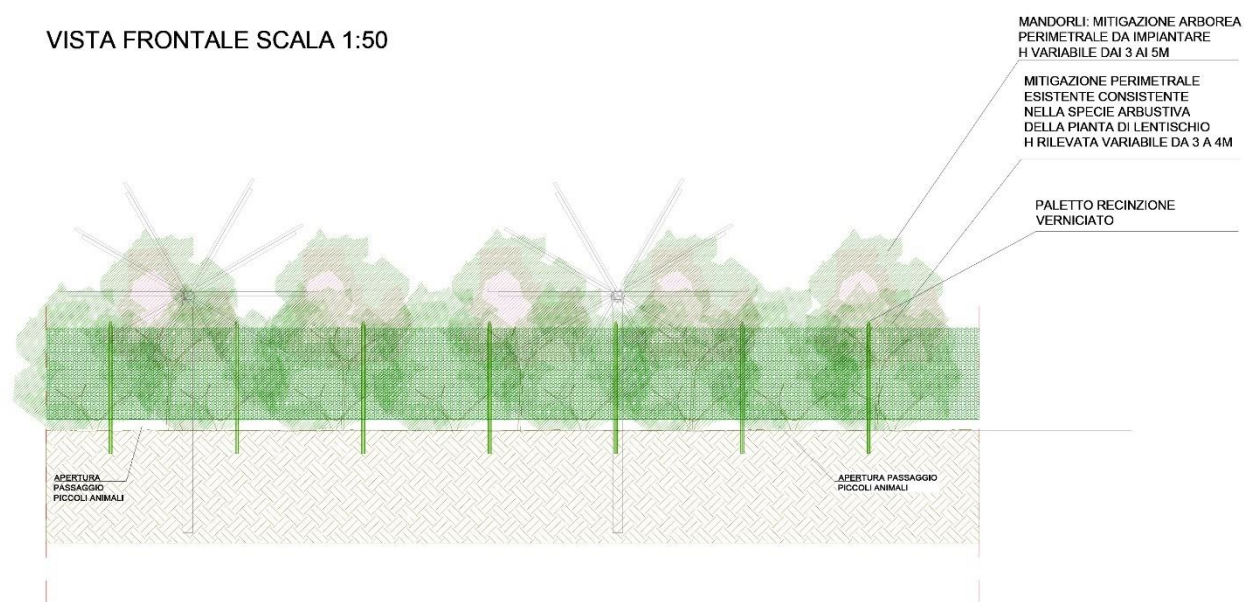 VISTA FRONTALE SCALA 1:50
MANDORLI: MITIGAZIONE ARBOREA
PERIMETRALE DA IMPIANTARE
H VARIABILE DAI 3 AI 5M
MITIGAZIONE PERIMETRALE
ESISTENTE CONSISTENTE
NELLA SPECIE ARBUSTIVA
DELLA PIANTA DI LENTISCHIO
H RILEVATA VARIABILE DA 3 A 4M
PALETTO RECINZIONE
VERNICIATO
APERTURA
PASSAGGIO
PICCOLI ANIMALI
APERTURA PASSAGGIO
PICCOLI ANIMALI